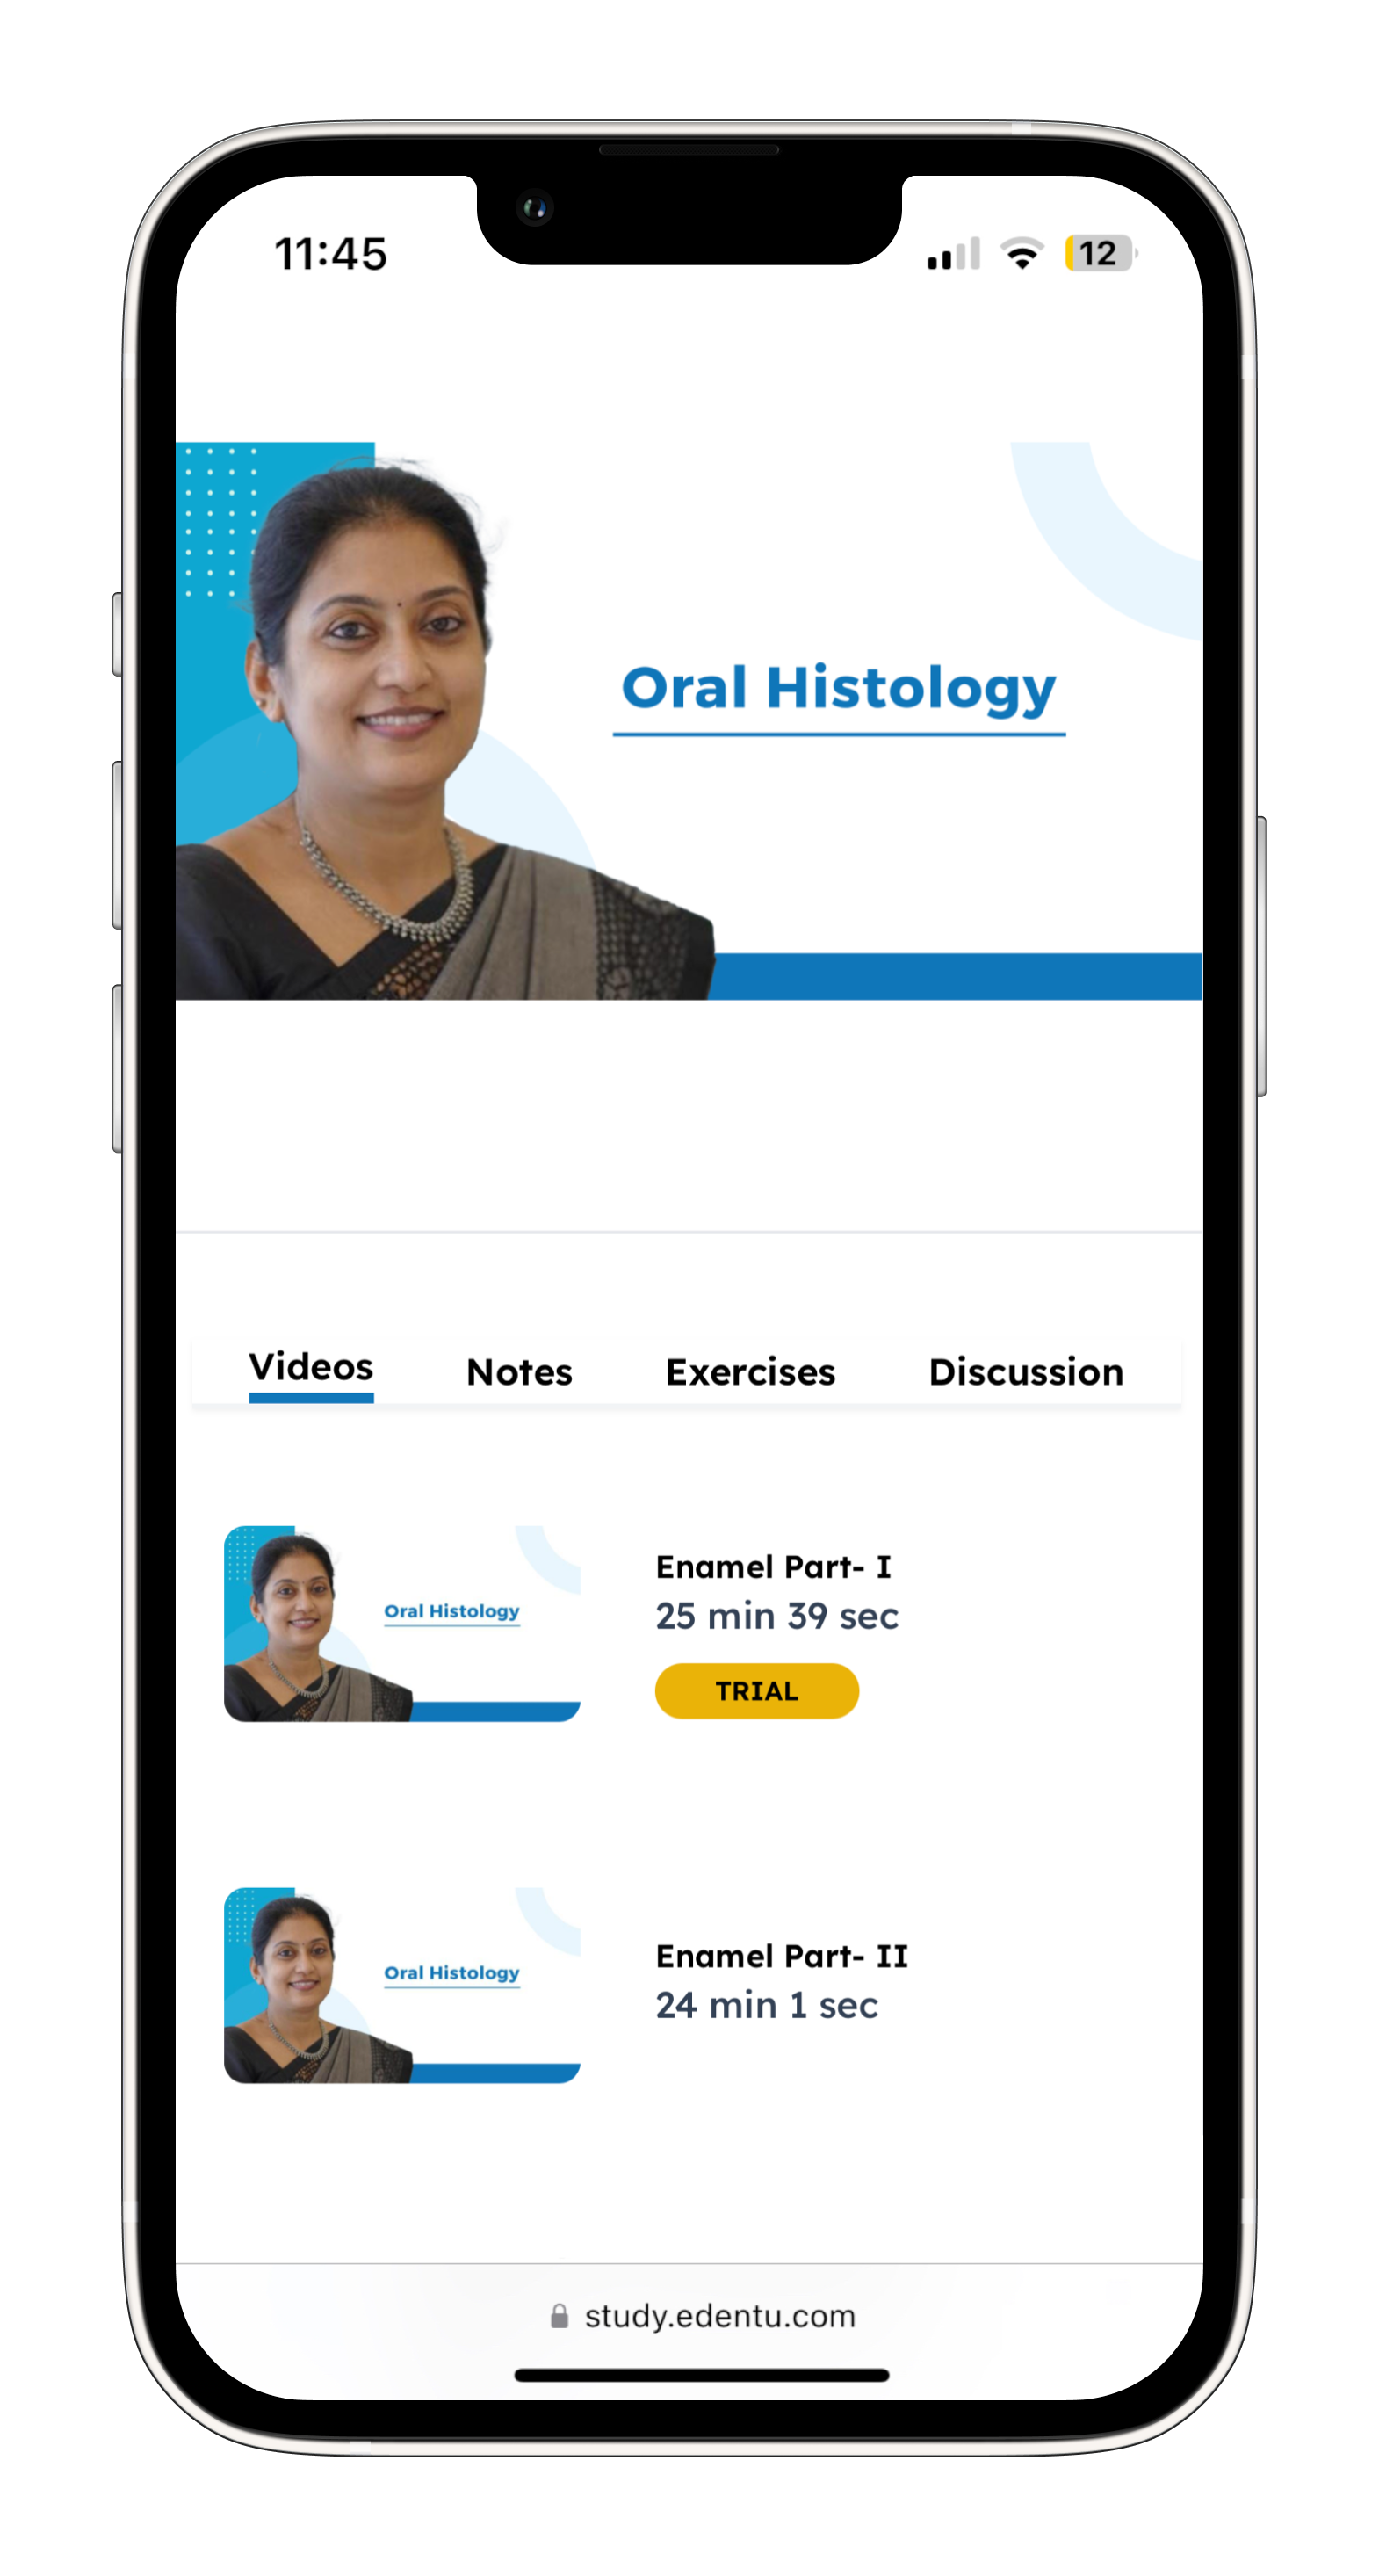 11:45
12
Oral Histology
Videos Notes Exercises Discussion
Oral Histology
Enamel Part- I
25 min 39 sec
TRIAL
Oral Histology
Enamel Part- II
24 min 1 sec
study.edentu.com